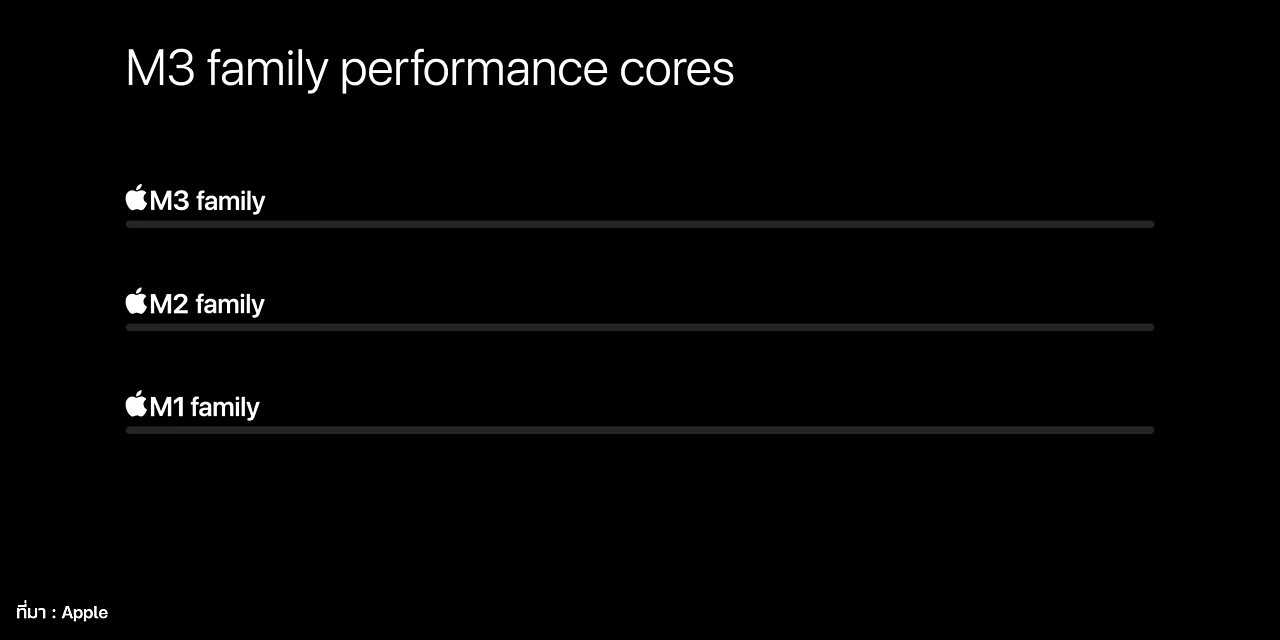 M3 family performance cores
M3 family
M2 family
M1 family
ที่มา : Apple